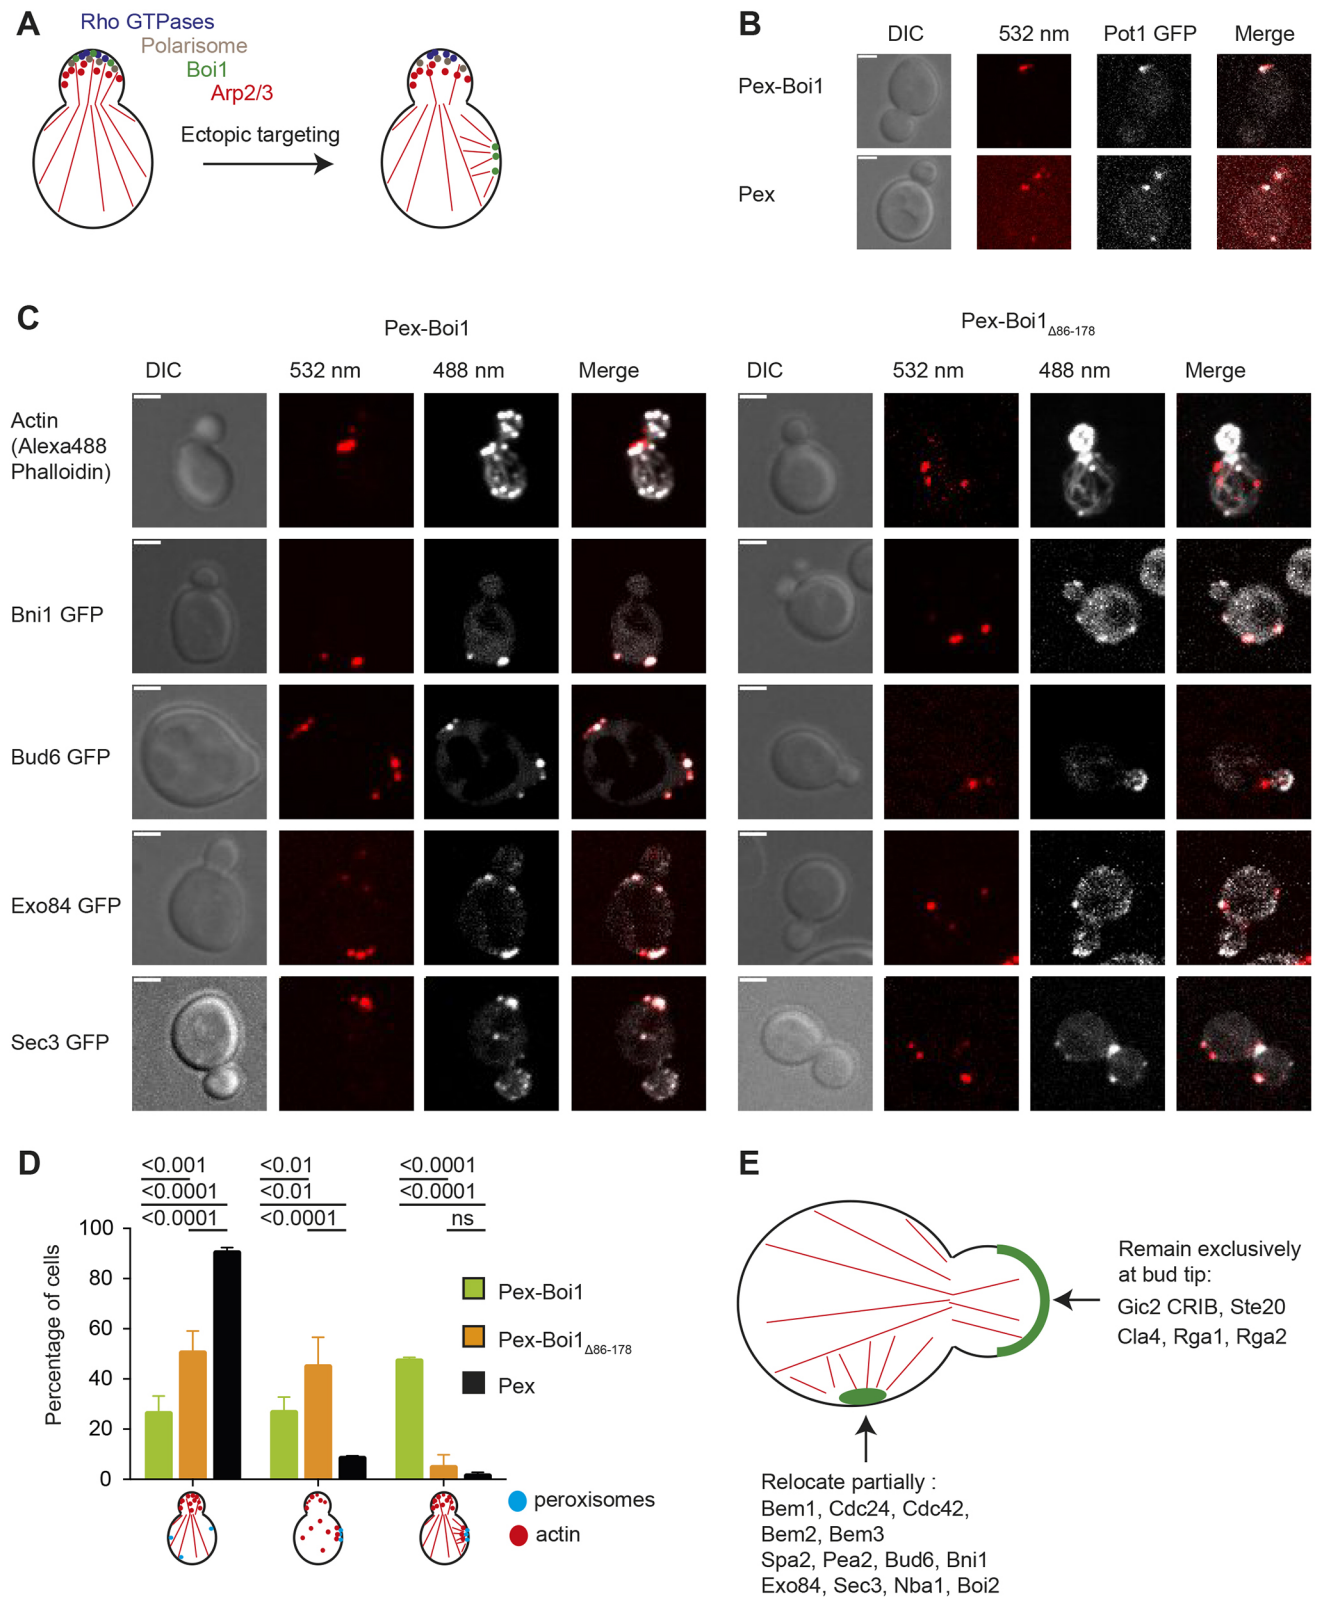 A
Rho GTPases
Polarisome
Boi1
Arp2/3
Ectopic targeting
B
DIC 532 nm Pot1 GFP Merge
Pex-Boi1
Pex
C
Pex-Boi1
Pex-Boi1Δ86-178
DIC 532 nm 488 nm Merge DIC 532 nm 488 nm Merge
Actin
(Alexa488
Phalloidin)
Bni1 GFP
Bud6 GFP
Exo84 GFP
Sec3 GFP
D
<0.001 <0.01 <0.0001
<0.0001 <0.01 <0.0001
<0.0001 <0.0001 ns
Percentage of cells
100
80
60
40
20
0
Pex-Boi1
Pex-Boi1Δ86-178
Pex
peroxisomes
actin
E
Remain exclusively
at bud tip:
Gic2 CRIB, Ste20
Cla4, Rga1, Rga2
Relocate partially :
Bem1, Cdc24, Cdc42,
Bem2, Bem3
Spa2, Pea2, Bud6, Bni1
Exo84, Sec3, Nba1, Boi2